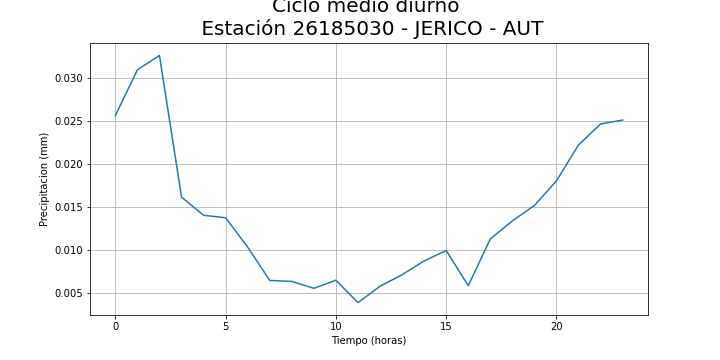 Ciclo medio diurno
Estación 26185030 - JERICO - AUT
0.030
0.025
0.020
0.015
0.010
0.005
Precipitacion (mm)
0 5 10 15 20
Tiempo (horas)